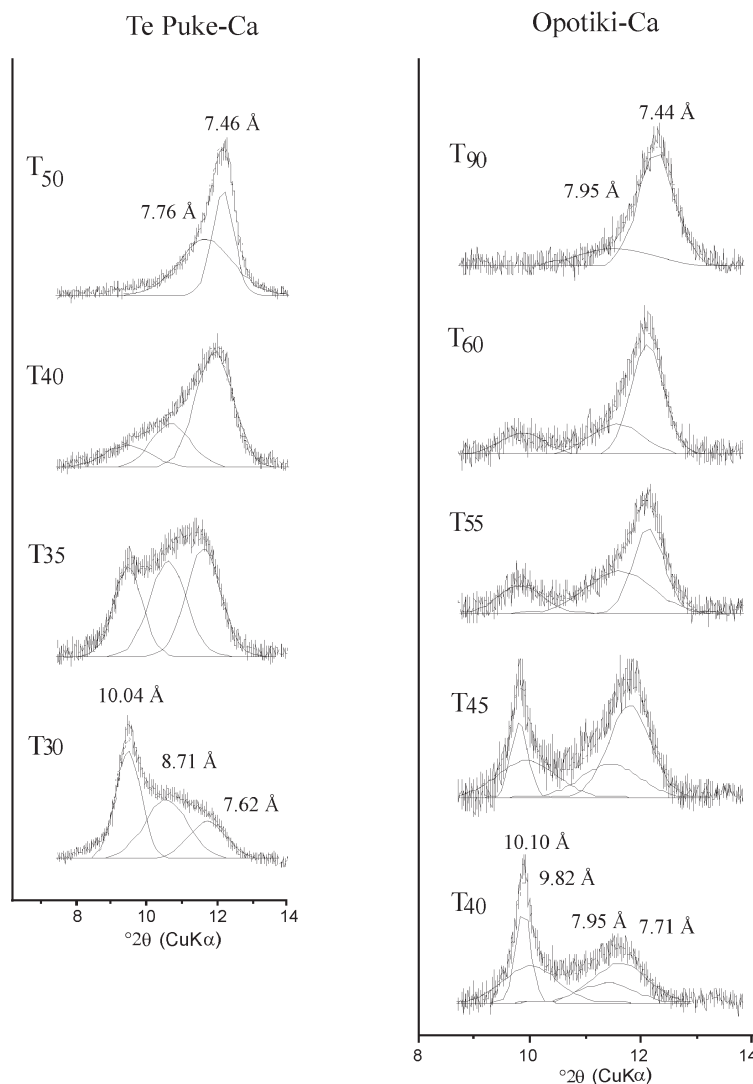 Te Puke-Ca
7.46 Å
T50
7.76 Å
T40
T35
10.04 Å
T30
8.71 Å
7.62 Å
8 10 12 14
°2θ (CuKα)
Opotiki-Ca
7.44 Å
T90
7.95 Å
T60
T55
T45
10.10 Å
T40
9.82 Å
7.95 Å 7.71 Å
8 10 12 14
°2θ (CuKα)